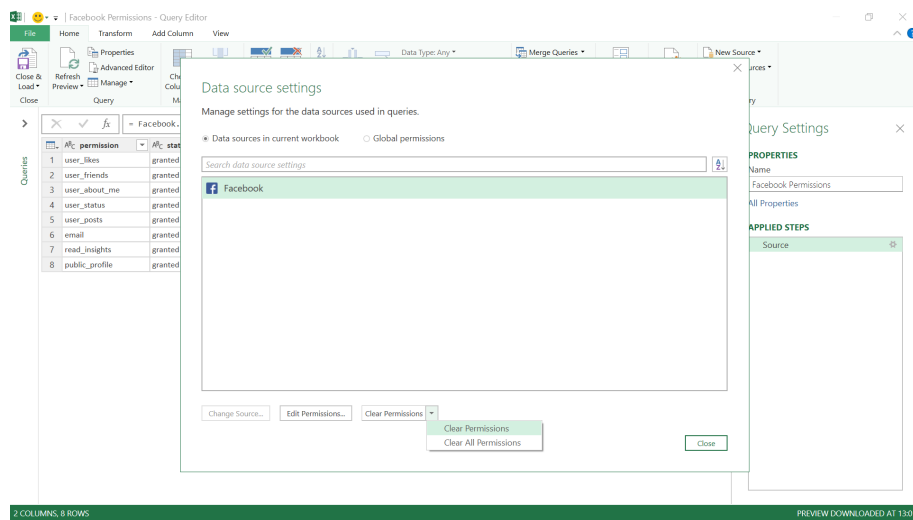 Facebook Permissions - Query Editor
File Home Transform Add Column View
Properties
Advanced Editor
Manage
Close &
Load
Refresh
Preview
Data Type: Any
Merge Queries
New Source
Close
Query
Queries
= Facebook.
permission
1 user_likes granted
2 user_friends granted
3 user_about_me granted
4 user_status granted
5 user_posts granted
6 email granted
7 read_insights granted
8 public_profile granted
Data source settings
Manage settings for the data sources used in queries.
Data sources in current workbook Global permissions
Search data source settings
Facebook
Change Source... Edit Permissions... Clear Permissions
Clear Permissions
Clear All Permissions
Close
Query Settings
PROPERTIES
Name
Facebook Permissions
All Properties
APPLIED STEPS
Source
2 COLUMNS, 8 ROWS
PREVIEW DOWNLOADED AT 13:0